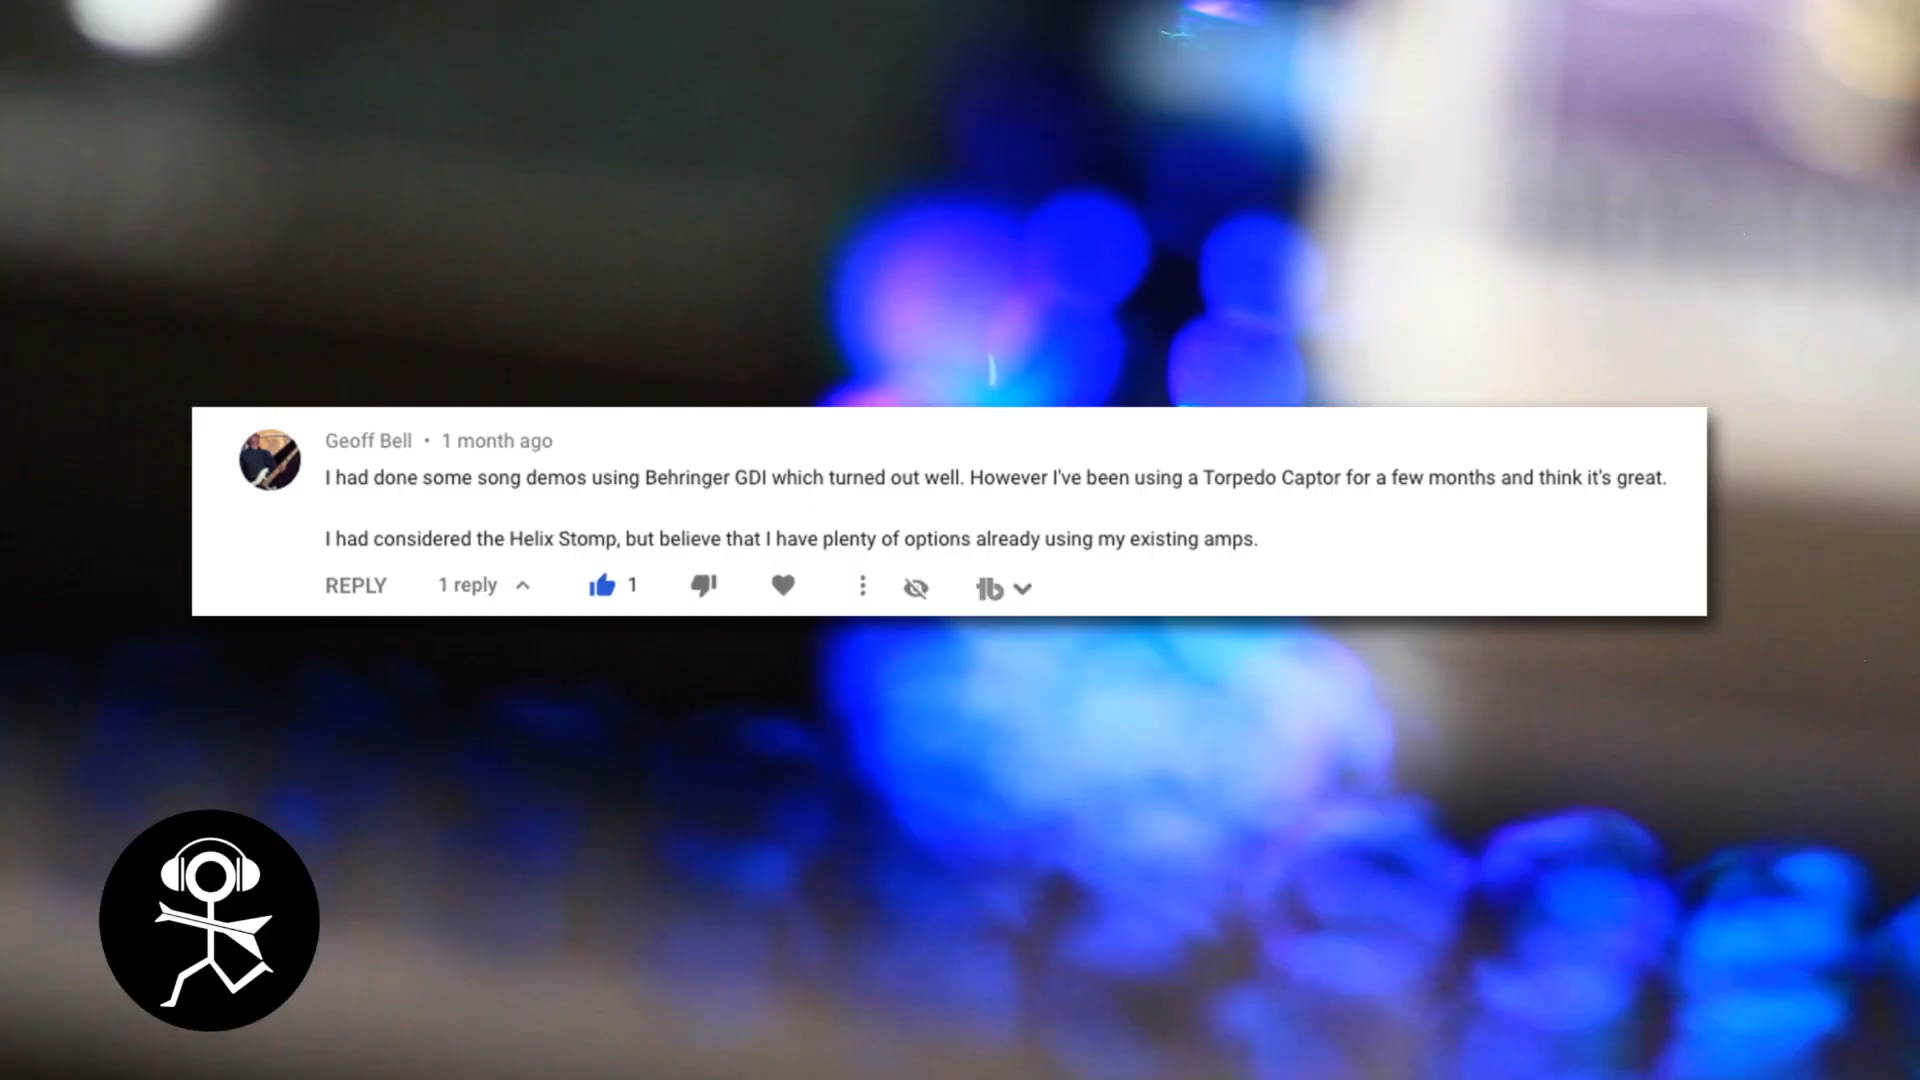 Geoff Bell • 1 month ago
I had done some song demos using Behringer GDI which turned out well. However I've been using a Torpedo Captor for a few months and think it's great.
I had considered the Helix Stomp, but believe that I have plenty of options already using my existing amps.
REPLY 1 reply 1